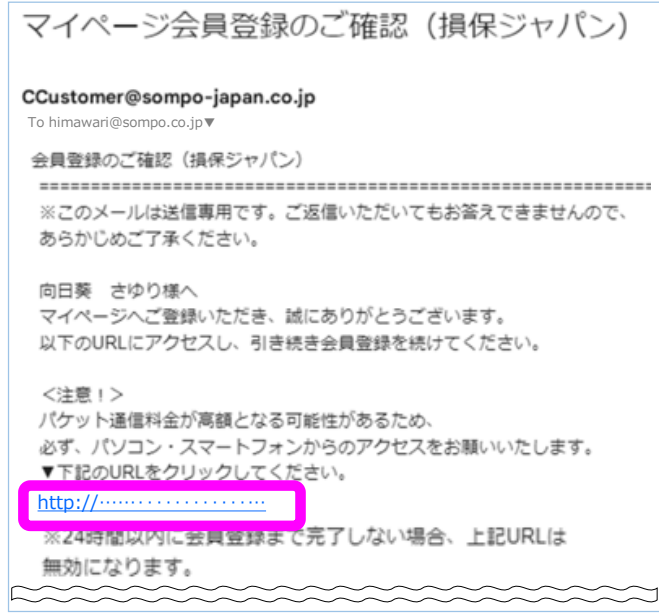 マイページ会員登録のご確認（損保ジャパン）
CCustomer@sompo-japan.co.jp
To himawari@sompo.co.jp▼
会員登録のご確認（損保ジャパン）
==============================================================
※このメールは送信専用です。ご返信いただいてもお答えできませんので、
あらかじめご了承ください。
向日葵　さゆり様へ
マイページへご登録いただき、誠にありがとうございます。
以下のURLにアクセスし、引き続き会員登録を続けてください。
＜注意！＞
パケット通信料金が高額となる可能性があるため、
必ず、パソコン・スマートフォンからのアクセスをお願いいたします。
▼下記のURLをクリックしてください。
http://……･･････････････…
※24時間以内に会員登録まで完了しない場合、上記URLは
無効になります。